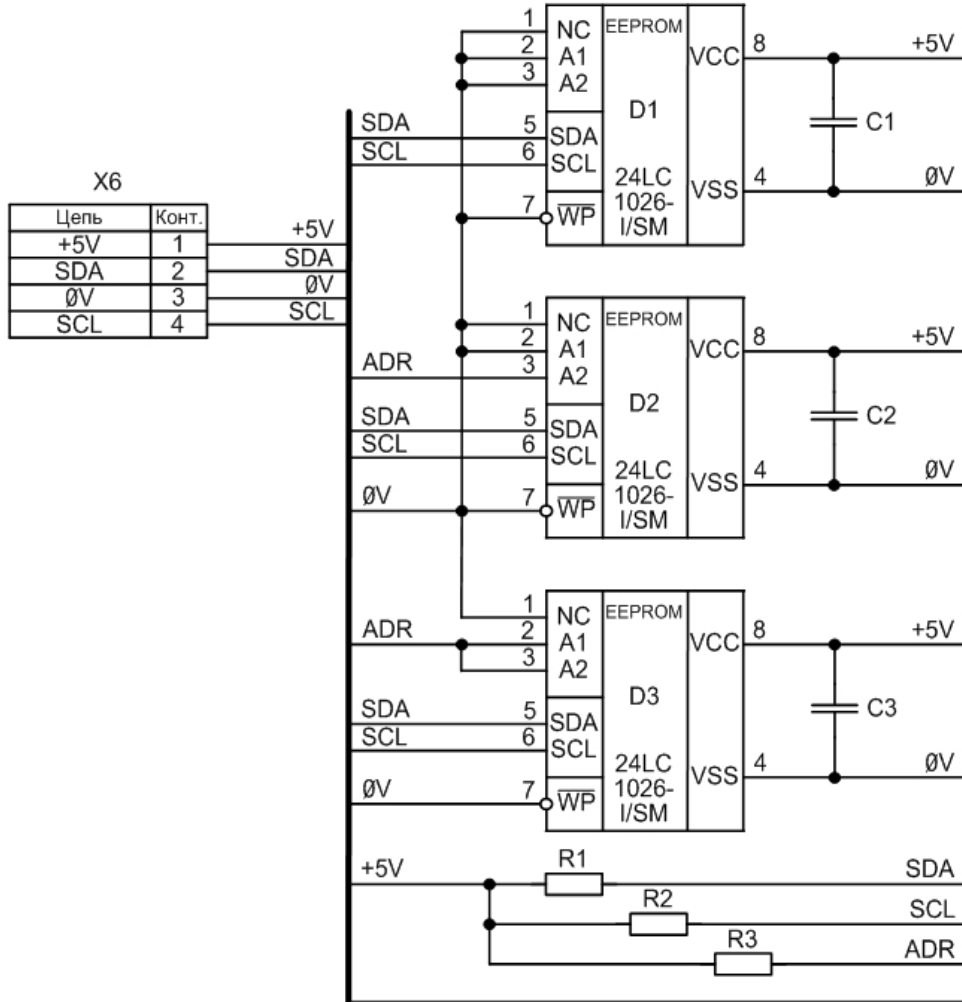 X6
Цепь Конт.
+5V 1
SDA 2
ØV 3
SCL 4
+5V
SDA
ØV
SCL
1 NC EEPROM
2 A1 VCC 8 +5V
3 A2
D1 C1
SDA 5 SDA
SCL 6 SCL
24LC VSS 4 ØV
7 WP 1026-
I/SM
1 NC EEPROM
2 A1 VCC 8 +5V
ADR 3 A2
D2 C2
SDA 5 SDA
SCL 6 SCL
24LC VSS 4 ØV
ØV 7 WP 1026-
I/SM
1 NC EEPROM
ADR 2 A1 VCC 8 +5V
3 A2
D3 C3
SDA 5 SDA
SCL 6 SCL
24LC VSS 4 ØV
ØV 7 WP 1026-
I/SM
+5V R1 SDA
R2 SCL
R3 ADR